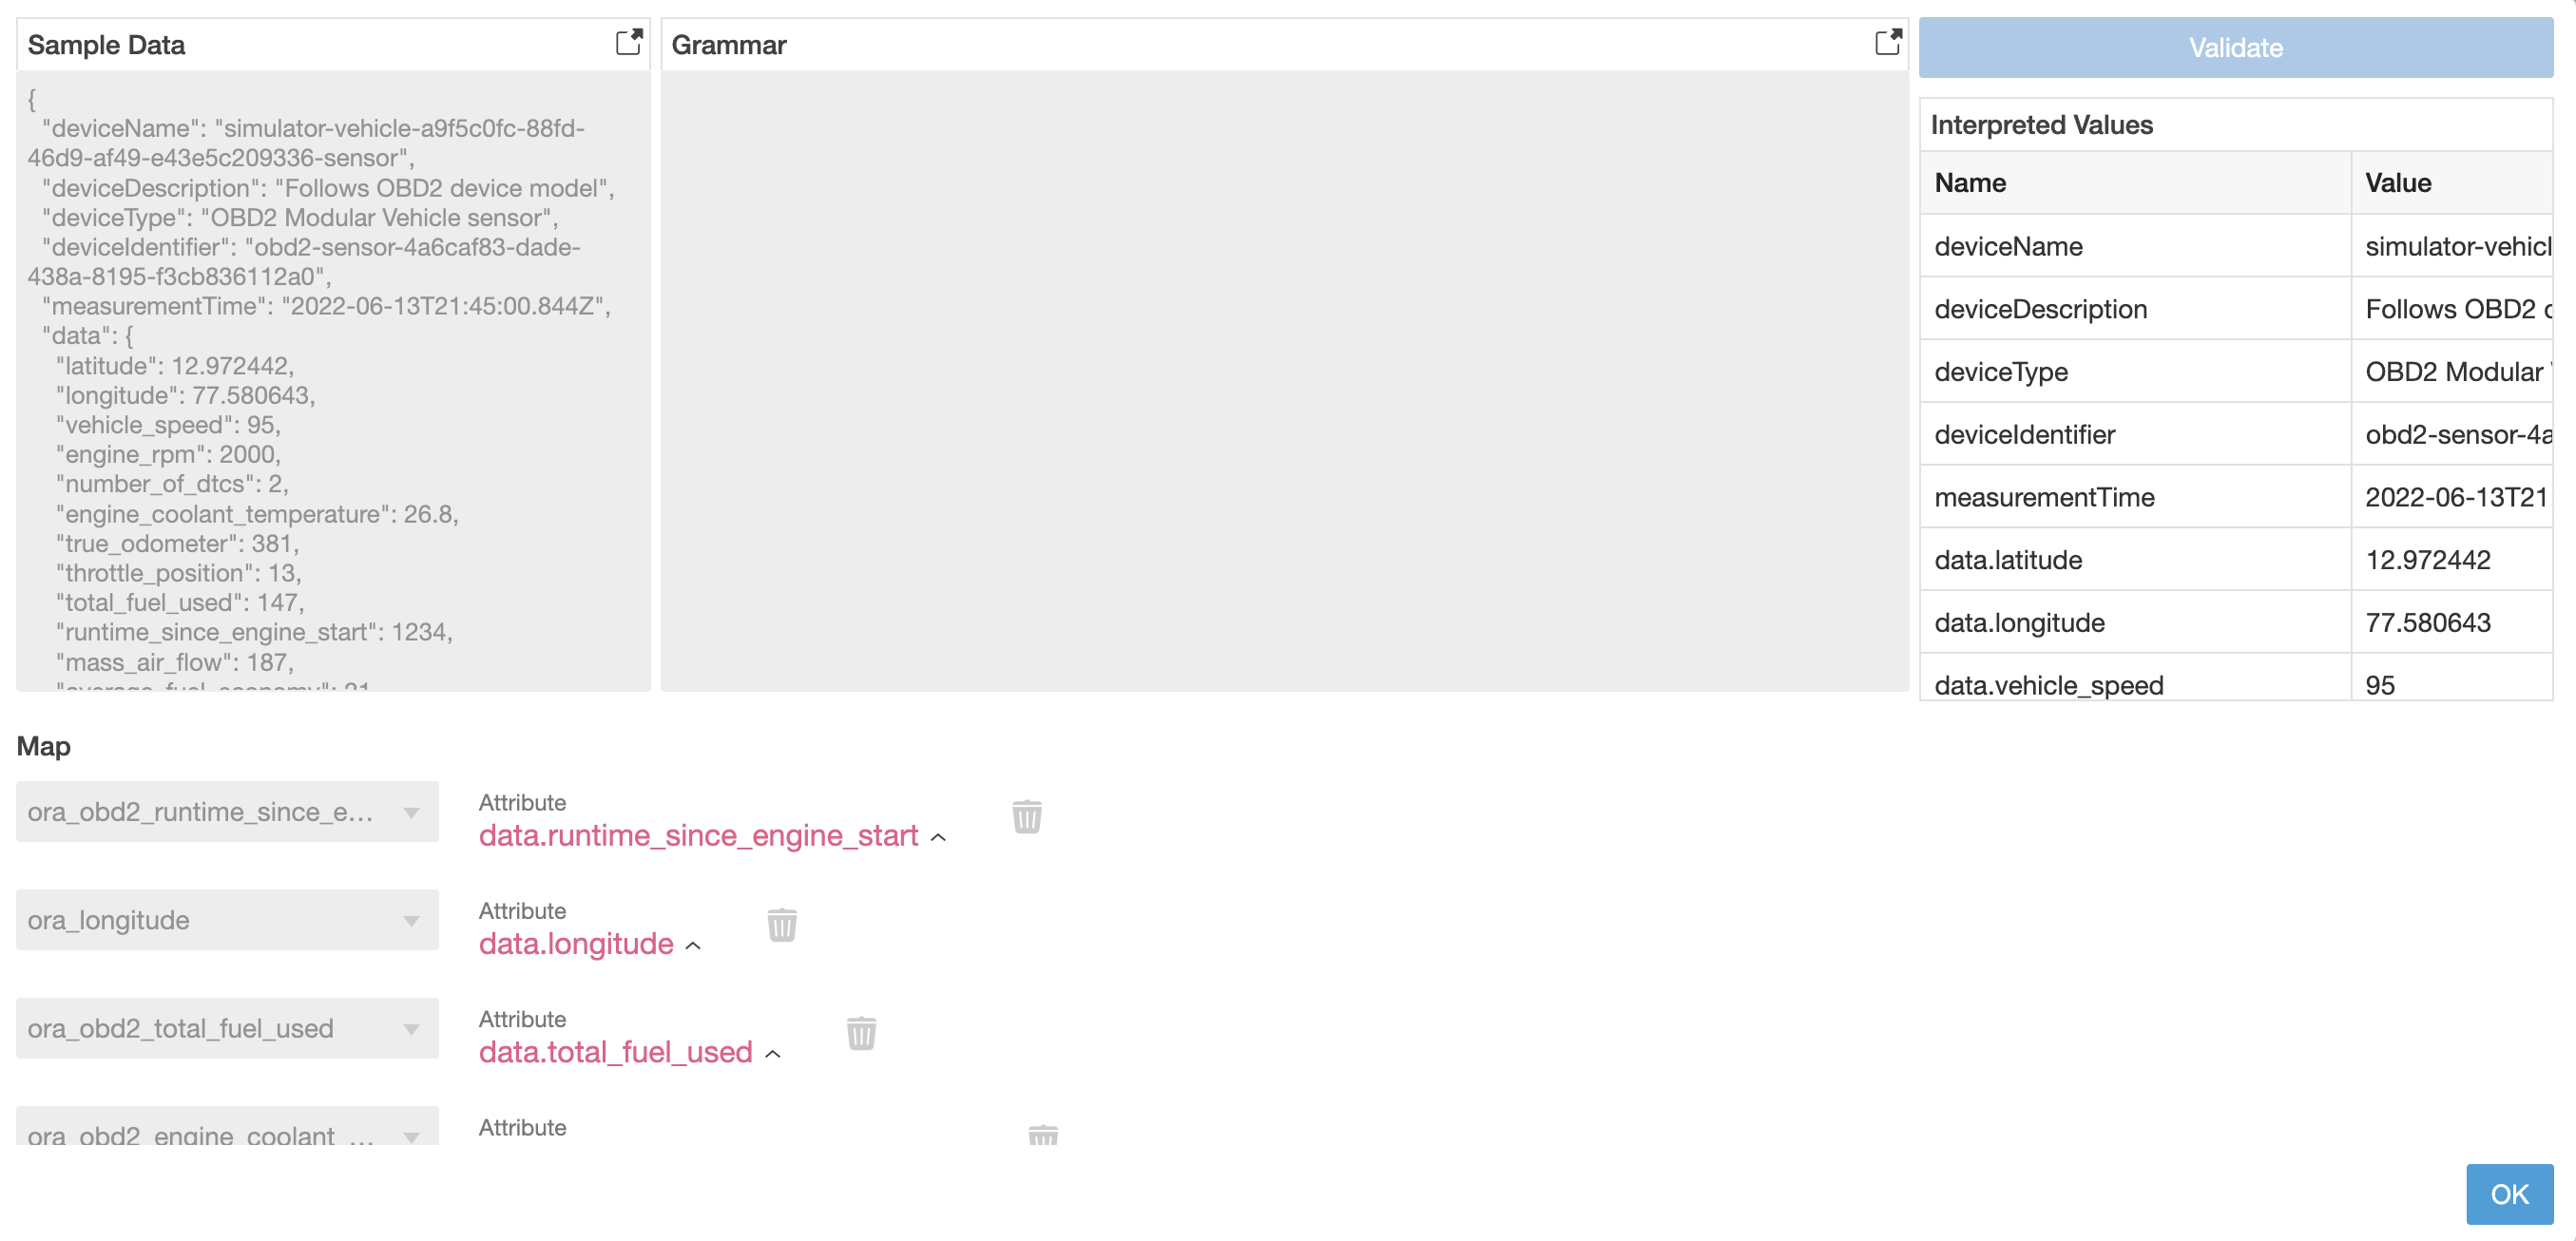 Sample Data
{
"deviceName": "simulator-vehicle-a9f5c0fc-88fd-
46d9-af49-e43e5c209336-sensor",
"deviceDescription": "Follows OBD2 device model",
"deviceType": "OBD2 Modular Vehicle sensor",
"deviceIdentifier": "obd2-sensor-4a6caf83-dade-
438a-8195-f3cb836112a0",
"measurementTime": "2022-06-13T21:45:00.844Z",
"data": {
"latitude": 12.972442,
"longitude": 77.580643,
"vehicle_speed": 95,
"engine_rpm": 2000,
"number_of_dtcs": 2,
"engine_coolant_temperature": 26.8,
"true_odometer": 381,
"throttle_position": 13,
"total_fuel_used": 147,
"runtime_since_engine_start": 1234,
"mass_air_flow": 187,
"average_fuel_economy": 21
Grammar
Validate
Interpreted Values
Name Value
deviceName simulator-vehicl
deviceDescription Follows OBD2
deviceType OBD2 Modular
deviceIdentifier obd2-sensor-4a
measurementTime 2022-06-13T21
data.latitude 12.972442
data.longitude 77.580643
data.vehicle_speed 95
Map
ora_obd2_runtime_since_e...
Attribute
data.runtime_since_engine_start
ora_longitude
Attribute
data.longitude
ora_obd2_total_fuel_used
Attribute
data.total_fuel_used
ora_obd2_engine_coolant_...
Attribute
OK